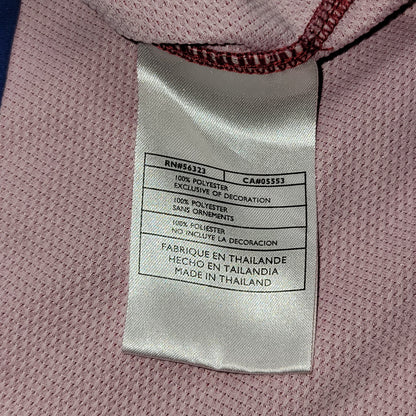 RN#56323 CA#05553
100% POLYESTER
EXCLUSIVE OF DECORATION
100% POLYESTER
SANS ORNEMENTS
100% POLIESTER
NO INCLUYE LA DECORACION
FABRIQUE EN THAILANDE
HECHO EN TAILANDIA
MADE IN THAILAND